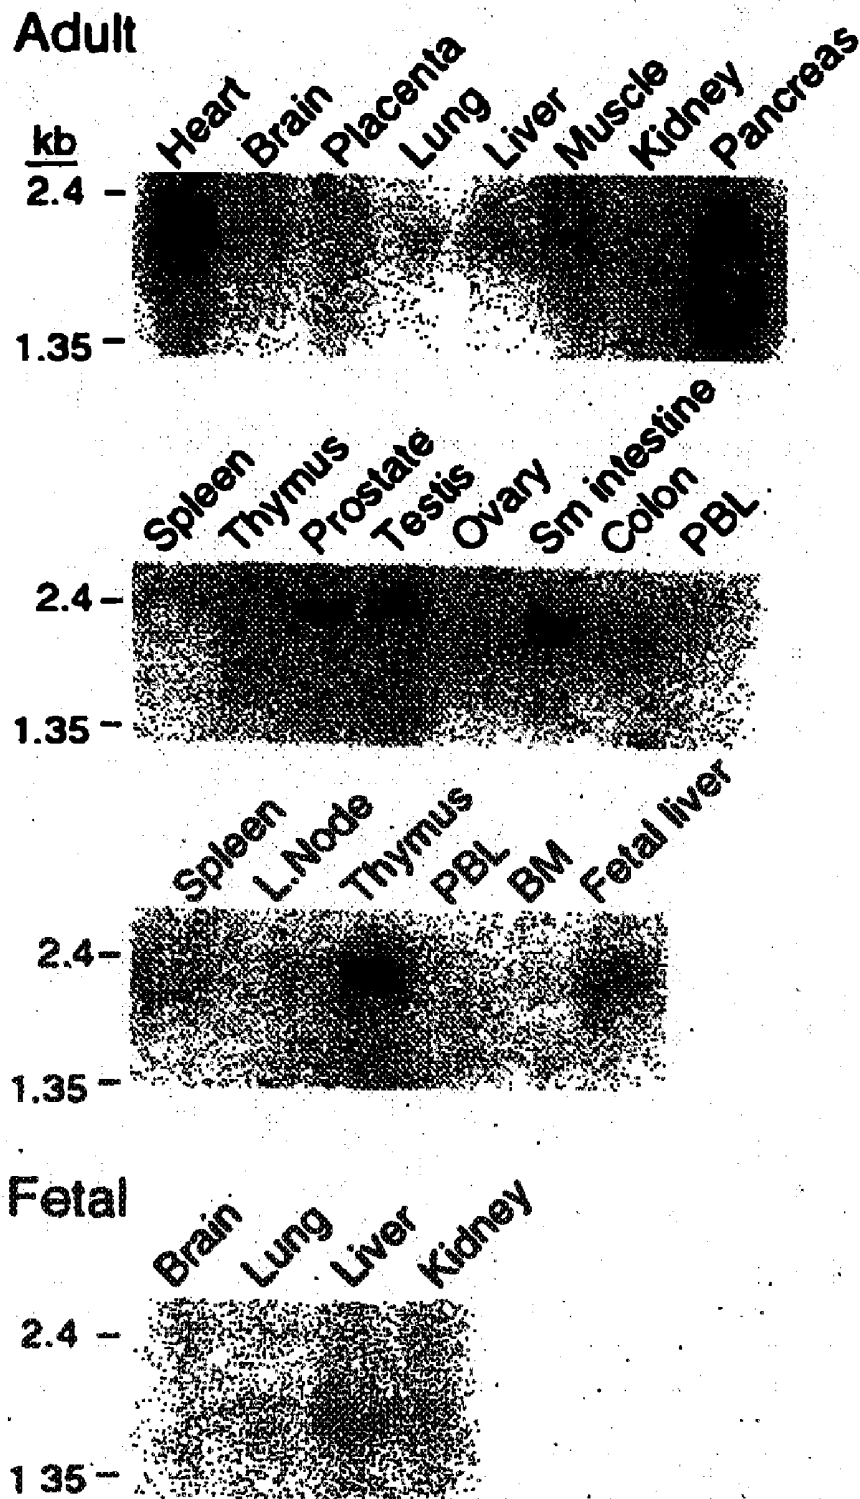 Adult
kb
Heart Brain Placenta Lung Liver Muscle Kidney Pancreas
2.4
1.35
Spleen Thymus Prostate Testis Ovary Sm intestine Colon PBL
2.4
1.35
Spleen L.Node Thymus PBL BM Fetal liver
2.4
1.35
Fetal
Brain Lung Liver Kidney
2.4
1 35